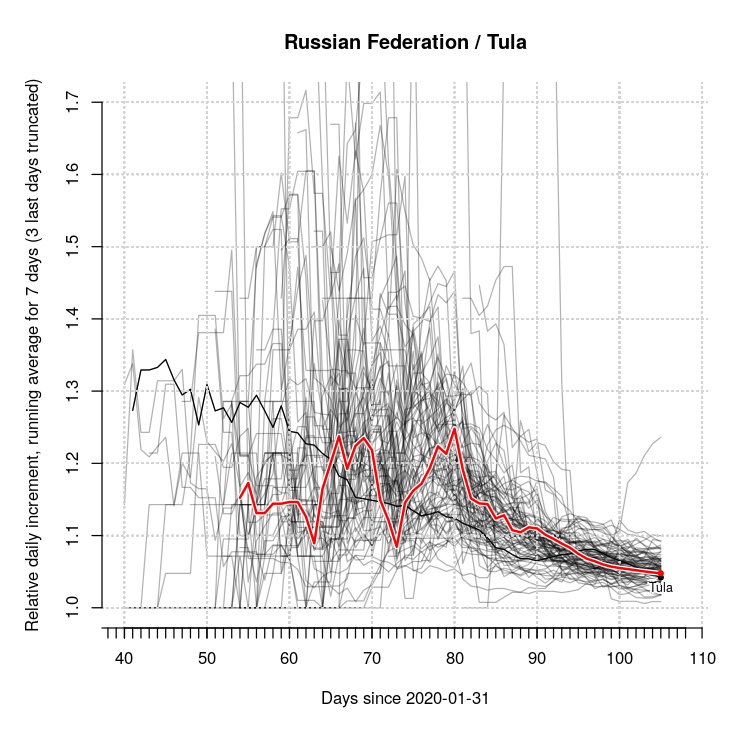 Russian Federation / Tula
Relative daily increment, running average for 7 days (3 last days truncated)
1.7
1.6
1.5
1.4
1.3
1.2
1.1
1.0
Tula
40 50 60 70 80 90 100 110
Days since 2020-01-31